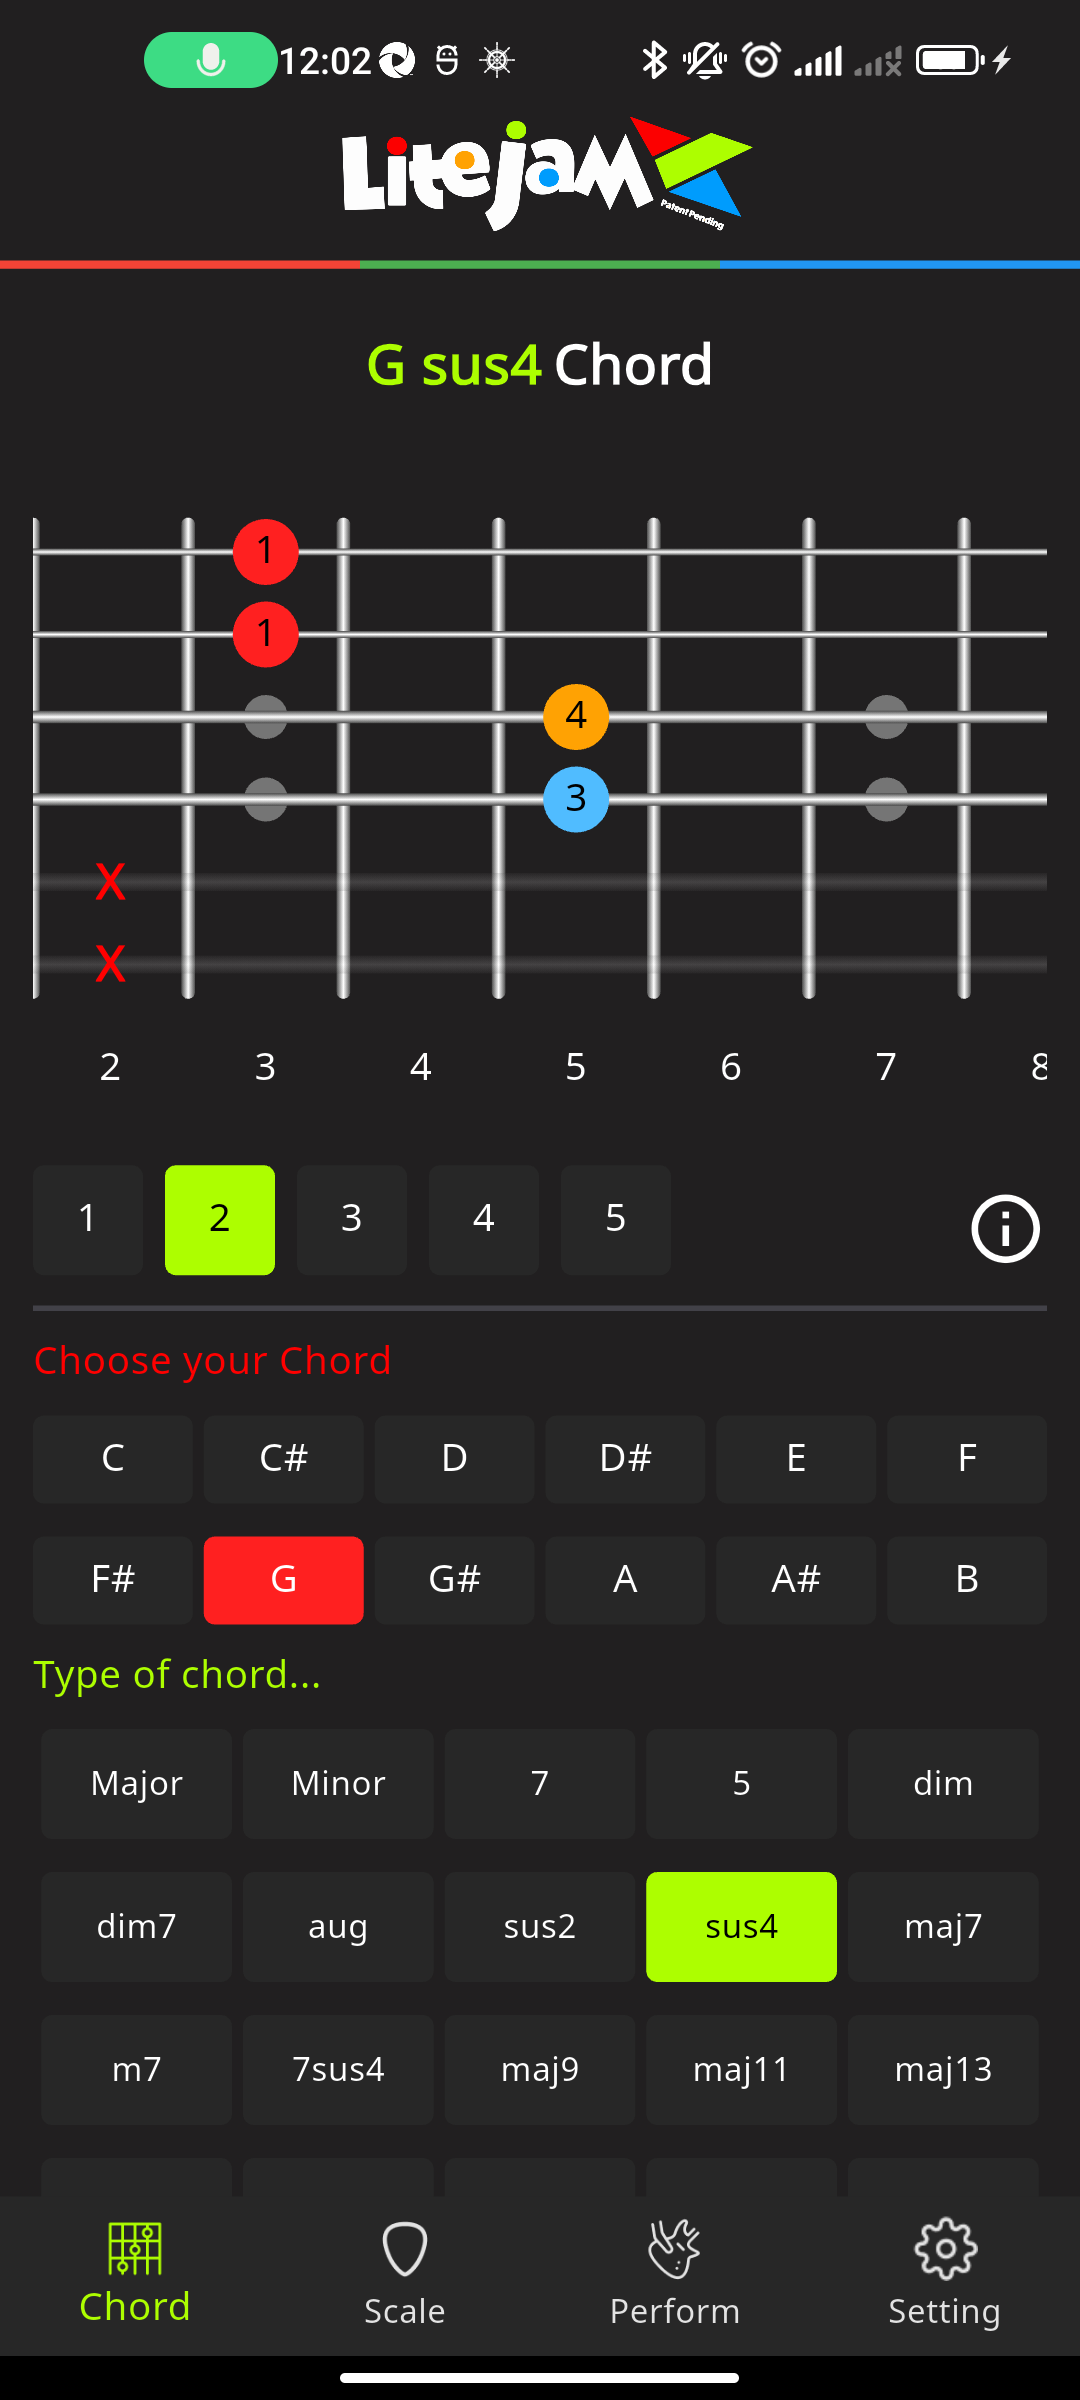 12:02
Litejam
Patent Pending
G sus4 Chord
1
1
4
3
X
X
2 3 4 5 6 7 8
1 2 3 4 5
Choose your Chord
C C# D D# E F
F# G G# A A# B
Type of chord...
Major Minor 7 5 dim
dim7 aug sus2 sus4 maj7
m7 7sus4 maj9 maj11 maj13
Chord Scale Perform Setting